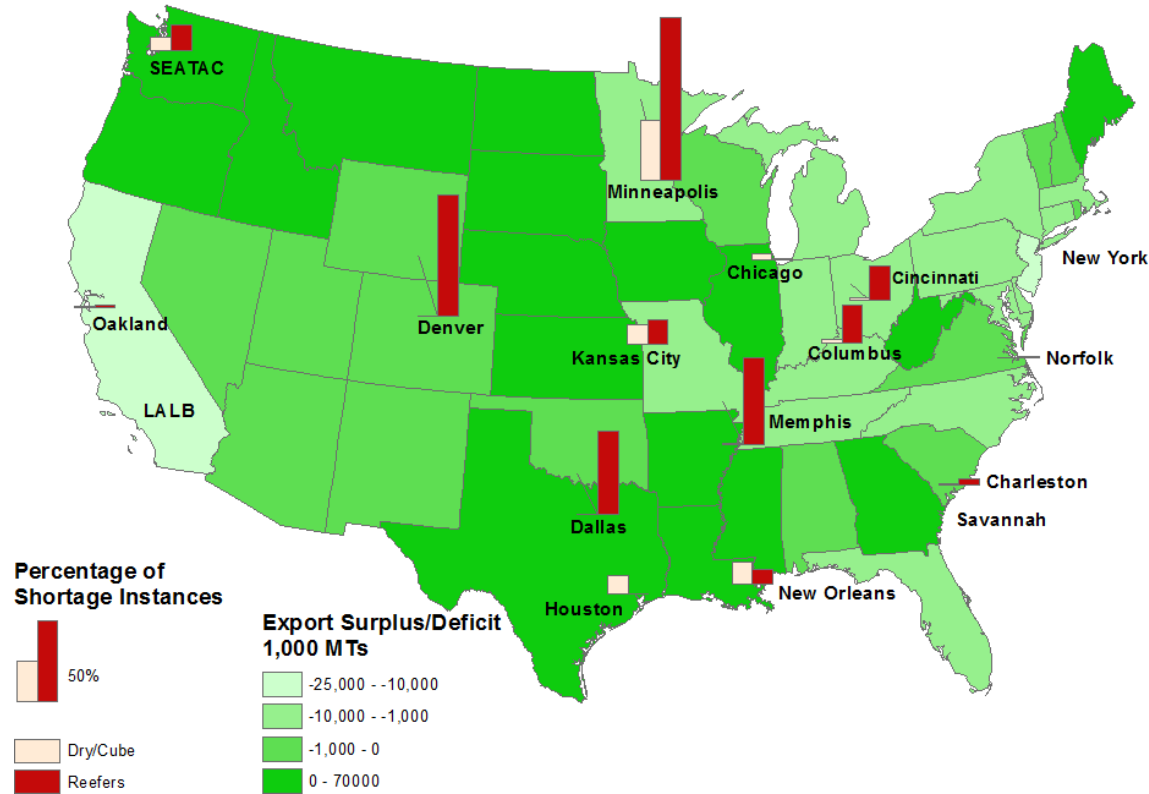 SEATAC
Minneapolis
New York
Chicago
Cincinnati
Oakland
Denver
Kansas City
Columbus
Norfolk
LALB
Memphis
Charleston
Dallas
Savannah
New Orleans
Houston
Percentage of
Shortage Instances
50%
Dry/Cube
Reefers
Export Surplus/Deficit
1,000 MTs
-25,000 - -10,000
-10,000 - -1,000
-1,000 - 0
0 - 70000